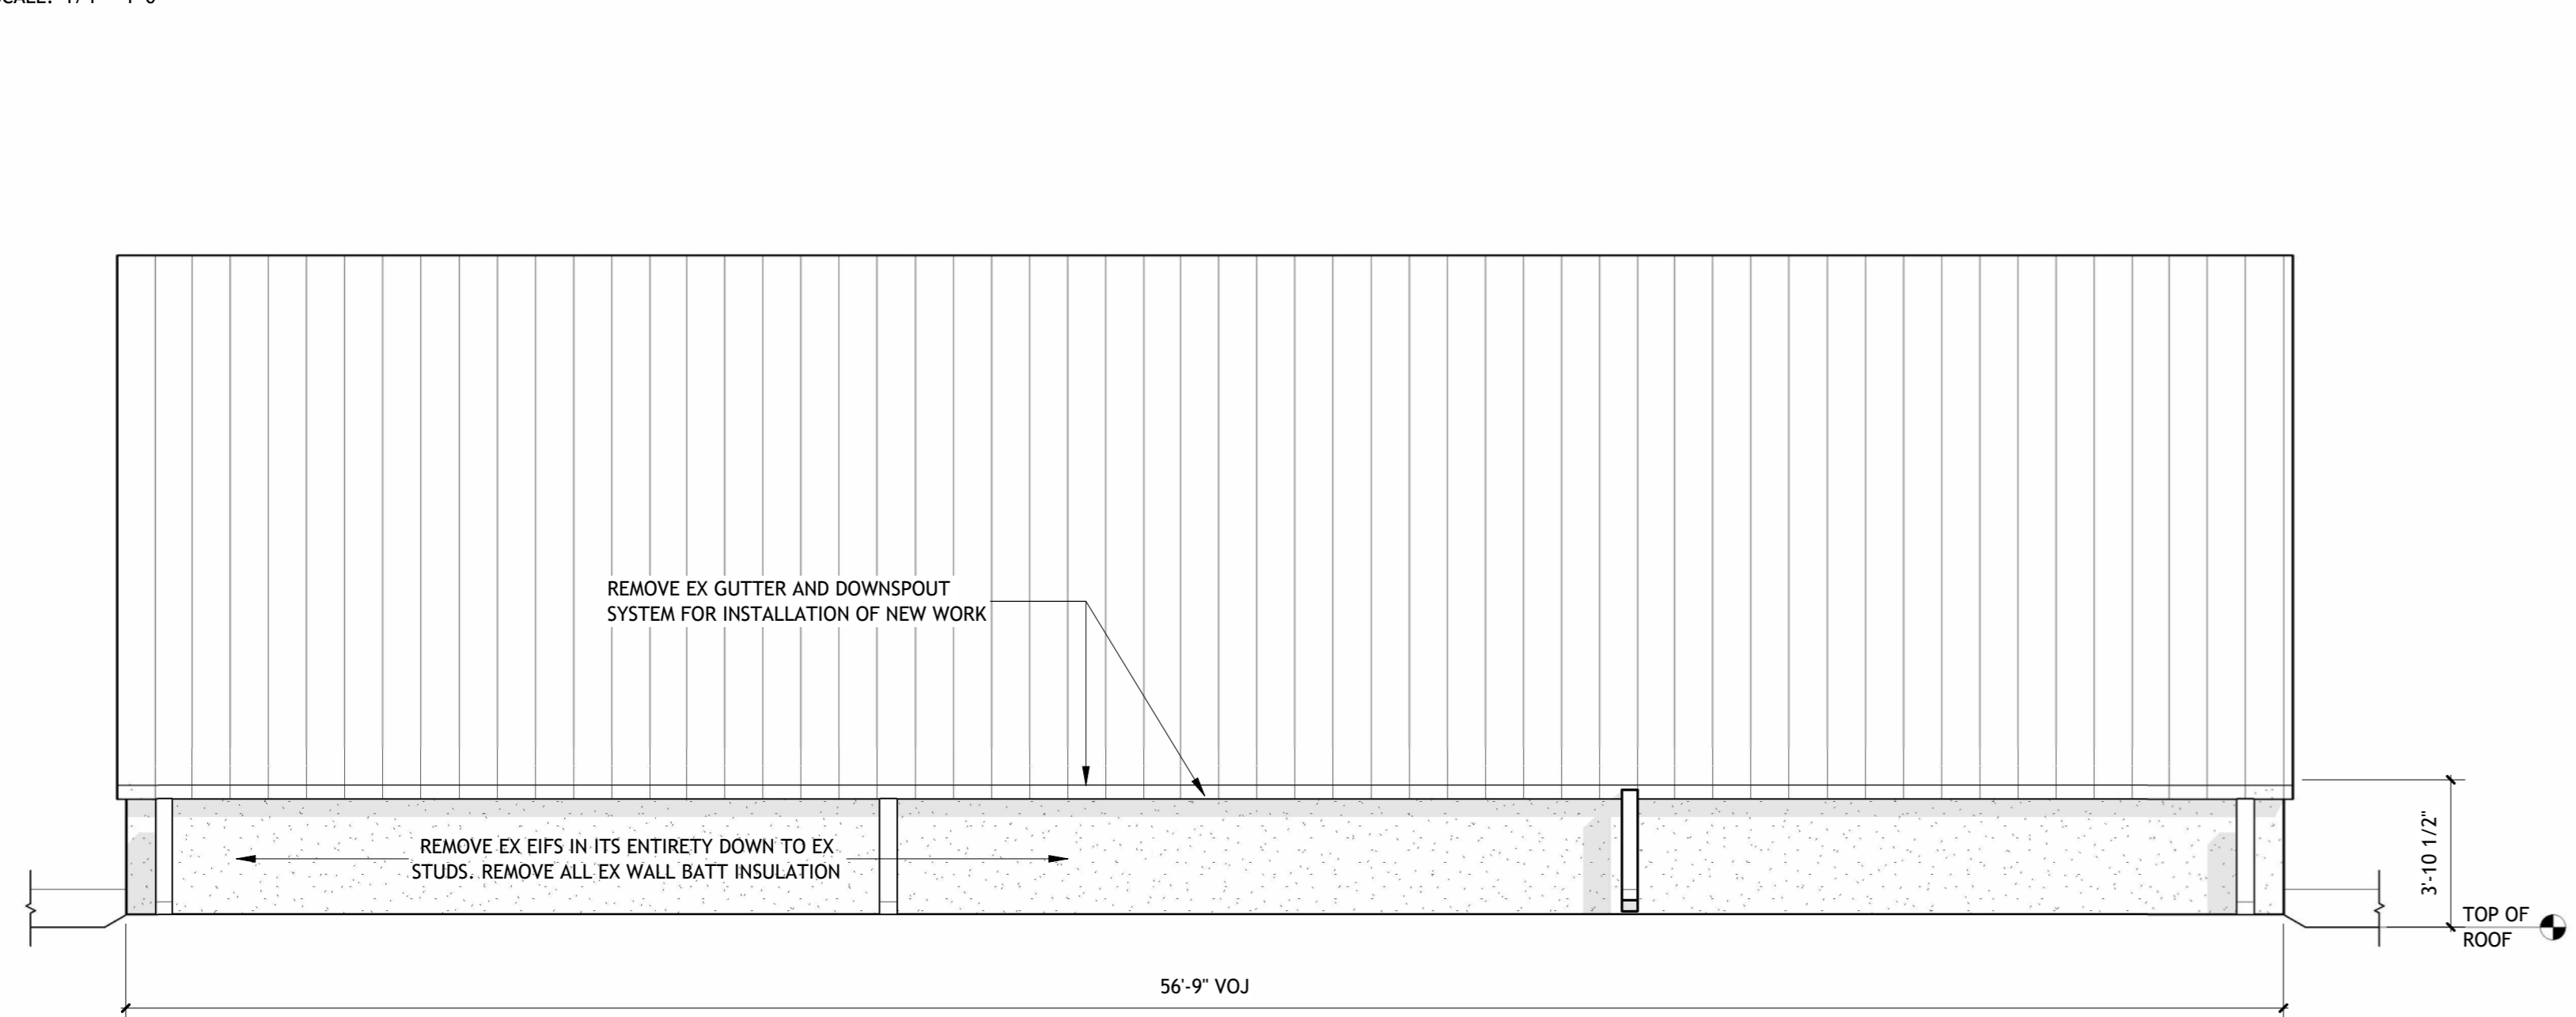 REMOVE EX GUTTER AND DOWNSPOUT
SYSTEM FOR INSTALLATION OF NEW WORK
REMOVE EX EIFS IN ITS ENTIRETY DOWN TO EX
STUDS. REMOVE ALL EX WALL BATT INSULATION
3'-10 1/2"
TOP OF
ROOF
56'-9" VOJ